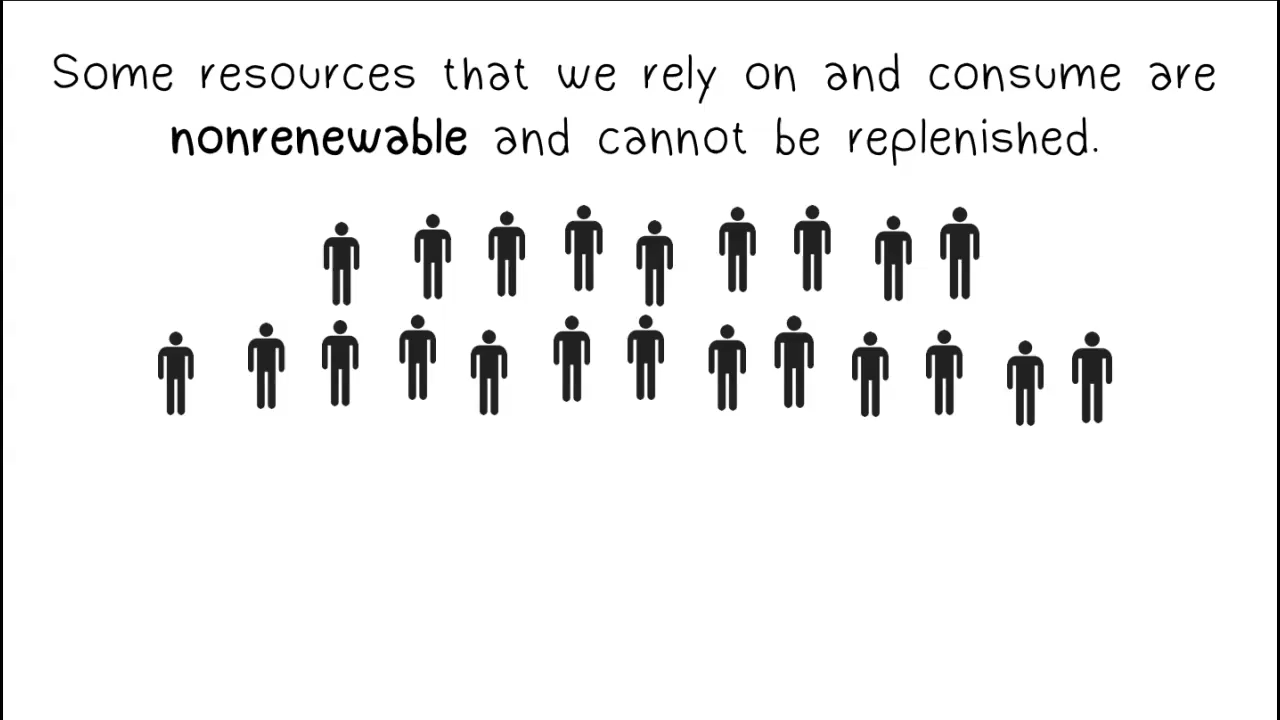 Some resources that we rely on and consume are
nonrenewable and cannot be replenished.